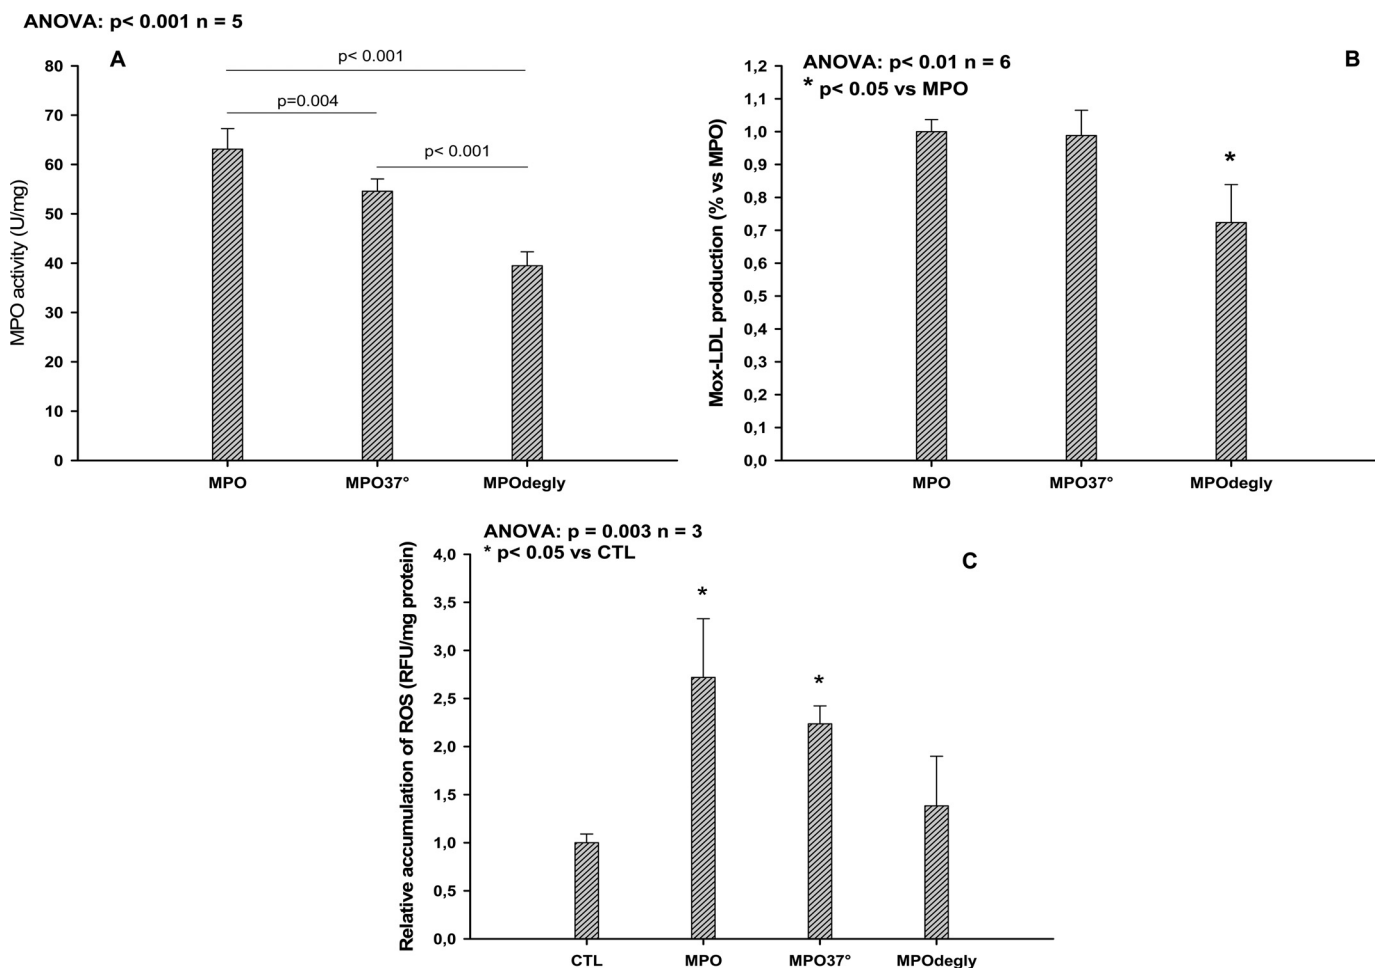 ANOVA: p< 0.001 n = 5
A
p< 0.001
p=0.004
p< 0.001
MPO activity (U/mg)
80
70
60
50
40
30
20
10
0
MPO
MPO37°
MPOdegly
B
ANOVA: p< 0.01 n = 6
* p< 0.05 vs MPO
*
Mox-LDL production (% vs MPO)
1,2
1,1
1,0
0,9
0,8
0,7
0,6
0,5
0,4
0,3
0,2
0,1
0,0
MPO
MPO37°
MPOdegly
ANOVA: p = 0.003 n = 3
* p< 0.05 vs CTL
C
*
*
Relative accumulation of ROS (RFU/mg protein)
4,0
3,5
3,0
2,5
2,0
1,5
1,0
0,5
0,0
CTL
MPO
MPO37°
MPOdegly